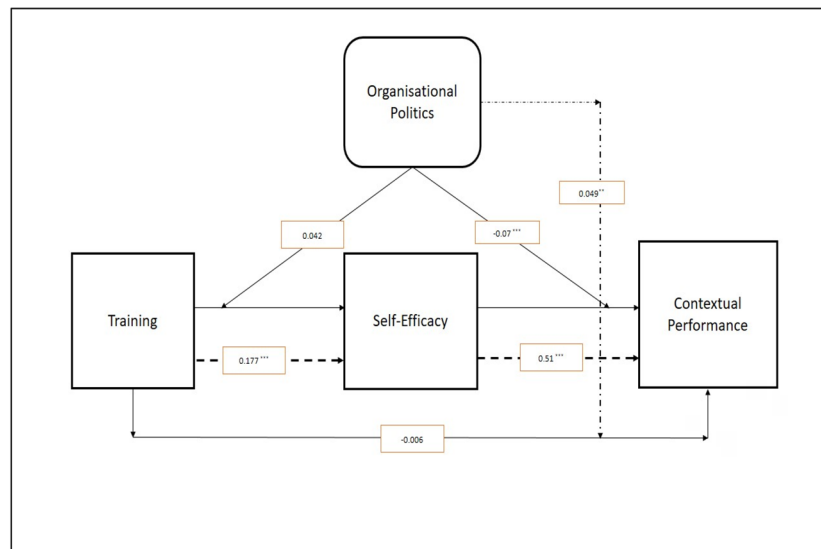 Organisational
Politics
0.049**
0.042
-0.07***
Training
Self-Efficacy
Contextual
Performance
0.177***
0.51***
-0.006